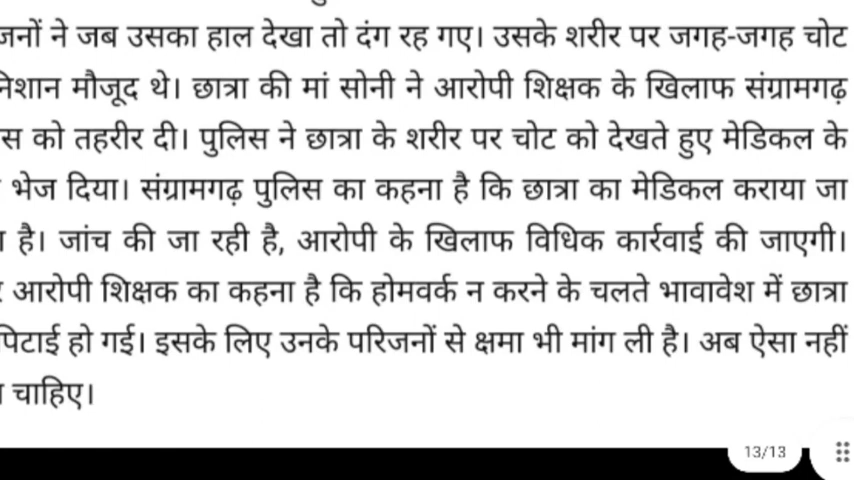 जनों ने जब उसका हाल देखा तो दंग रह गए। उसके शरीर पर जगह-जगह चोट
निशान मौजूद थे। छात्रा की मां सोनी ने आरोपी शिक्षक के खिलाफ संग्रामगढ़
स को तहरीर दी। पुलिस ने छात्रा के शरीर पर चोट को देखते हुए मेडिकल के
भेज दिया। संग्रामगढ़ पुलिस का कहना है कि छात्रा का मेडिकल कराया जा
है। जांच की जा रही है, आरोपी के खिलाफ विधिक कार्रवाई की जाएगी।
आरोपी शिक्षक का कहना है कि होमवर्क न करने के चलते भावावेश में छात्रा
पिटाई हो गई। इसके लिए उनके परिजनों से क्षमा भी मांग ली है। अब ऐसा नहीं
चाहिए।
13/13